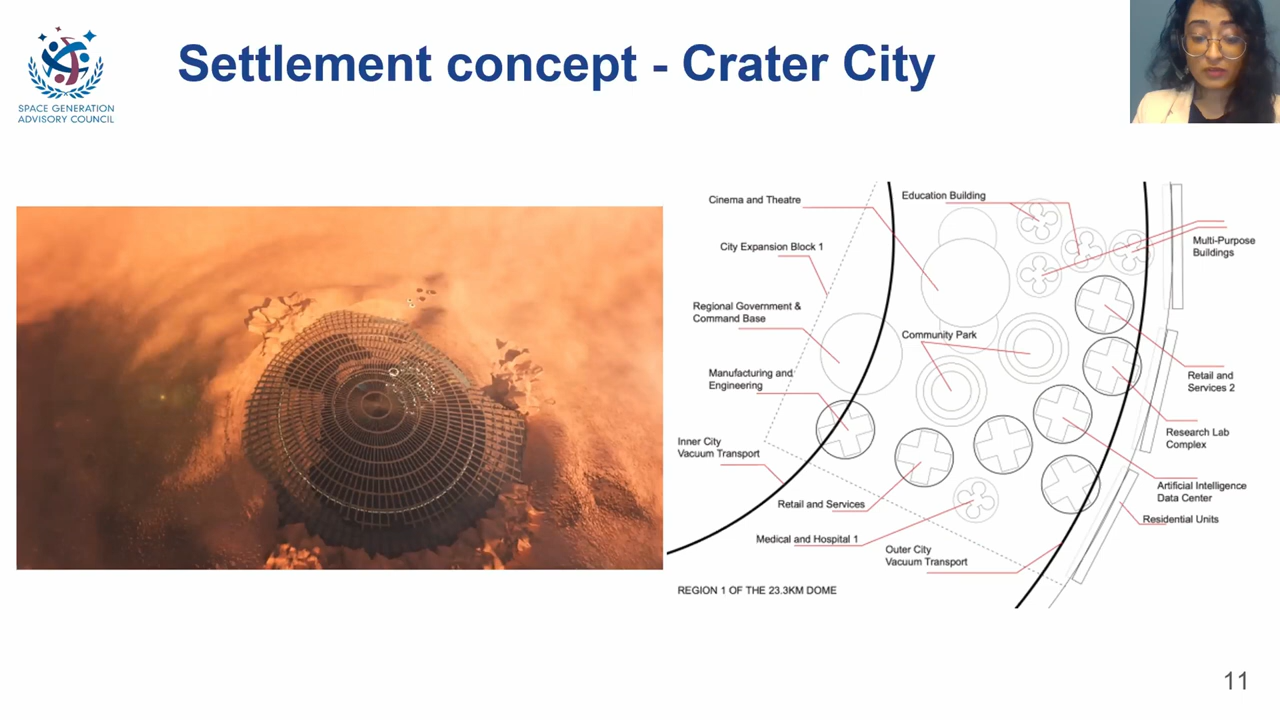 Settlement concept - Crater City
SPACE GENERATION
ADVISORY COUNCIL
Cinema and Theatre
City Expansion Block 1
Regional Government &
Command Base
Manufacturing and
Engineering
Inner City
Vacuum Transport
Retail and Services
Medical and Hospital 1
Outer City
Vacuum Transport
REGION 1 OF THE 23.3KM DOME
Education Building
Community Park
Multi-Purpose
Buildings
Retail and
Services 2
Research Lab
Complex
Artificial Intelligence
Data Center
Residential Units
11